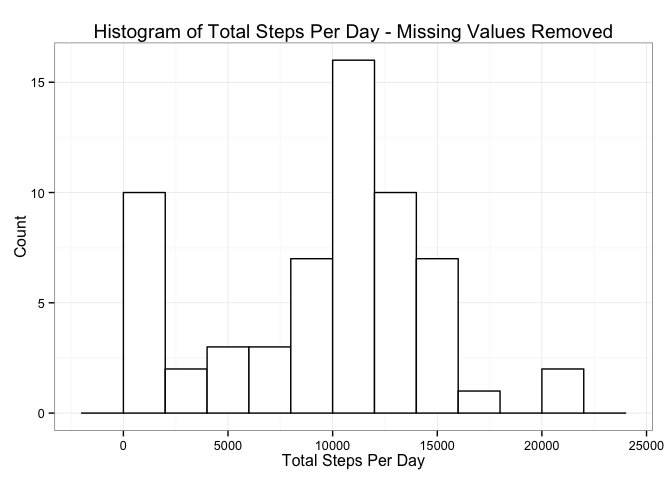 Histogram of Total Steps Per Day - Missing Values Removed
15
10
5
0
Count
0 5000 10000 15000 20000 25000
Total Steps Per Day